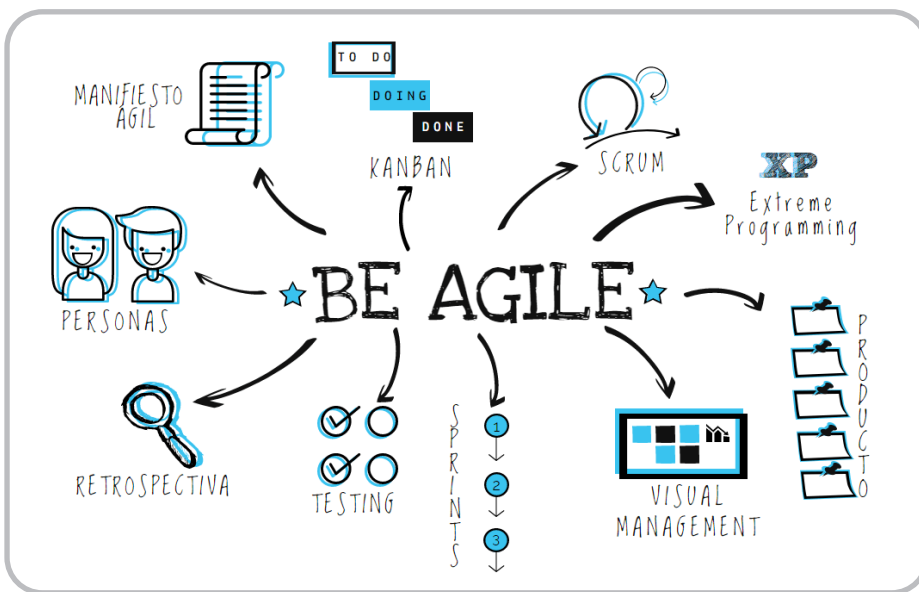 MANIFIESTO
ÁGIL
TO DO
DOING
DONE
KANBAN
SCRUM
XP
Extreme
Programming
PERSONAS
BE AGILE
PRODUCTO
RETROSPECTIVA
TESTING
SPRINTS
1
2
3
VISUAL
MANAGEMENT